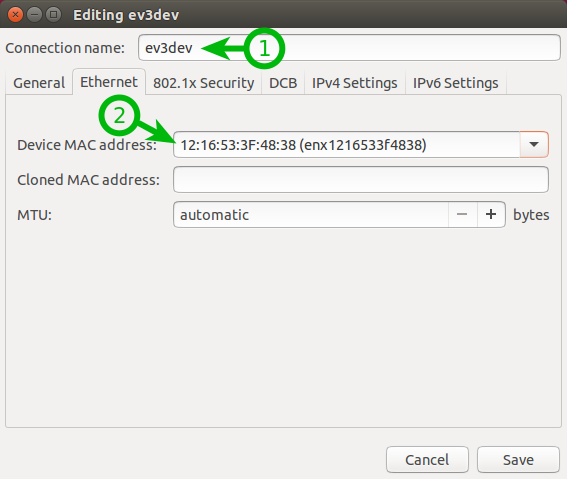 Editing ev3dev
Connection name: ev3dev 1
General Ethernet 802.1x Security DCB IPv4 Settings IPv6 Settings
2
Device MAC address: 12:16:53:3F:48:38 (enx1216533f4838)
Cloned MAC address:
MTU: automatic − + bytes
Cancel Save